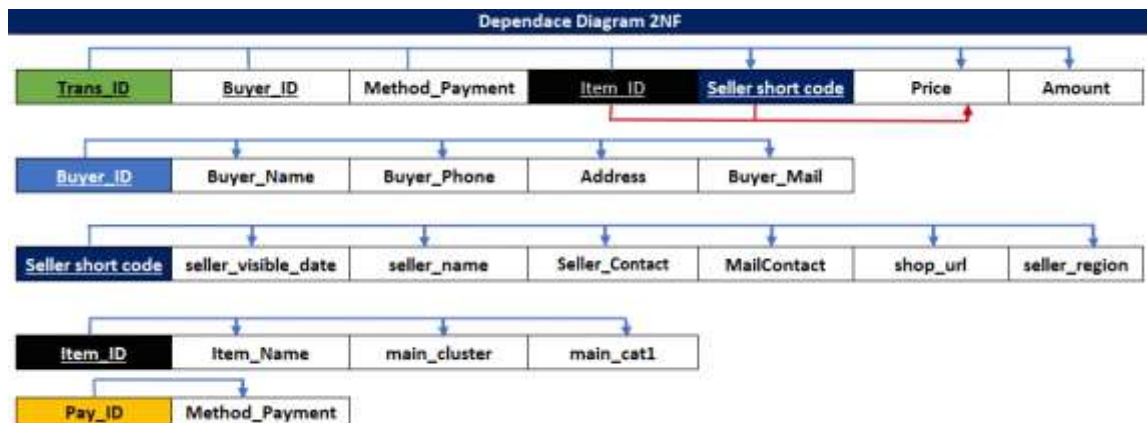 Dependace Diagram 2NF
Trans_ID Buyer_ID Method_Payment Item_ID Seller short code Price Amount
Buyer_ID Buyer_Name Buyer_Phone Address Buyer_Mail
Seller short code seller_visible_date seller_name Seller_Contact MailContact shop_url seller_region
Item_ID Item_Name main_cluster main_cat1
Pay_ID Method_Payment